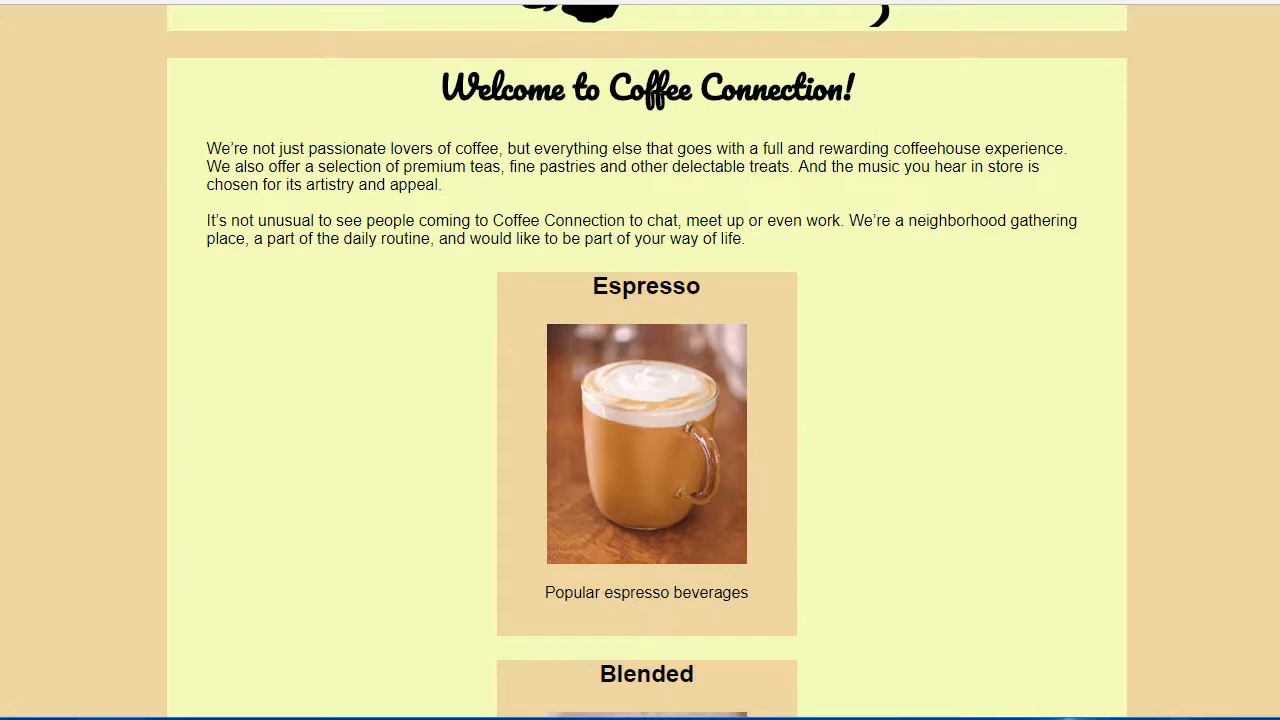 Welcome to Coffee Connection!
We’re not just passionate lovers of coffee, but everything else that goes with a full and rewarding coffeehouse experience.
We also offer a selection of premium teas, fine pastries and other delectable treats. And the music you hear in store is
chosen for its artistry and appeal.
It’s not unusual to see people coming to Coffee Connection to chat, meet up or even work. We’re a neighborhood gathering
place, a part of the daily routine, and would like to be part of your way of life.
Espresso
Popular espresso beverages
Blended